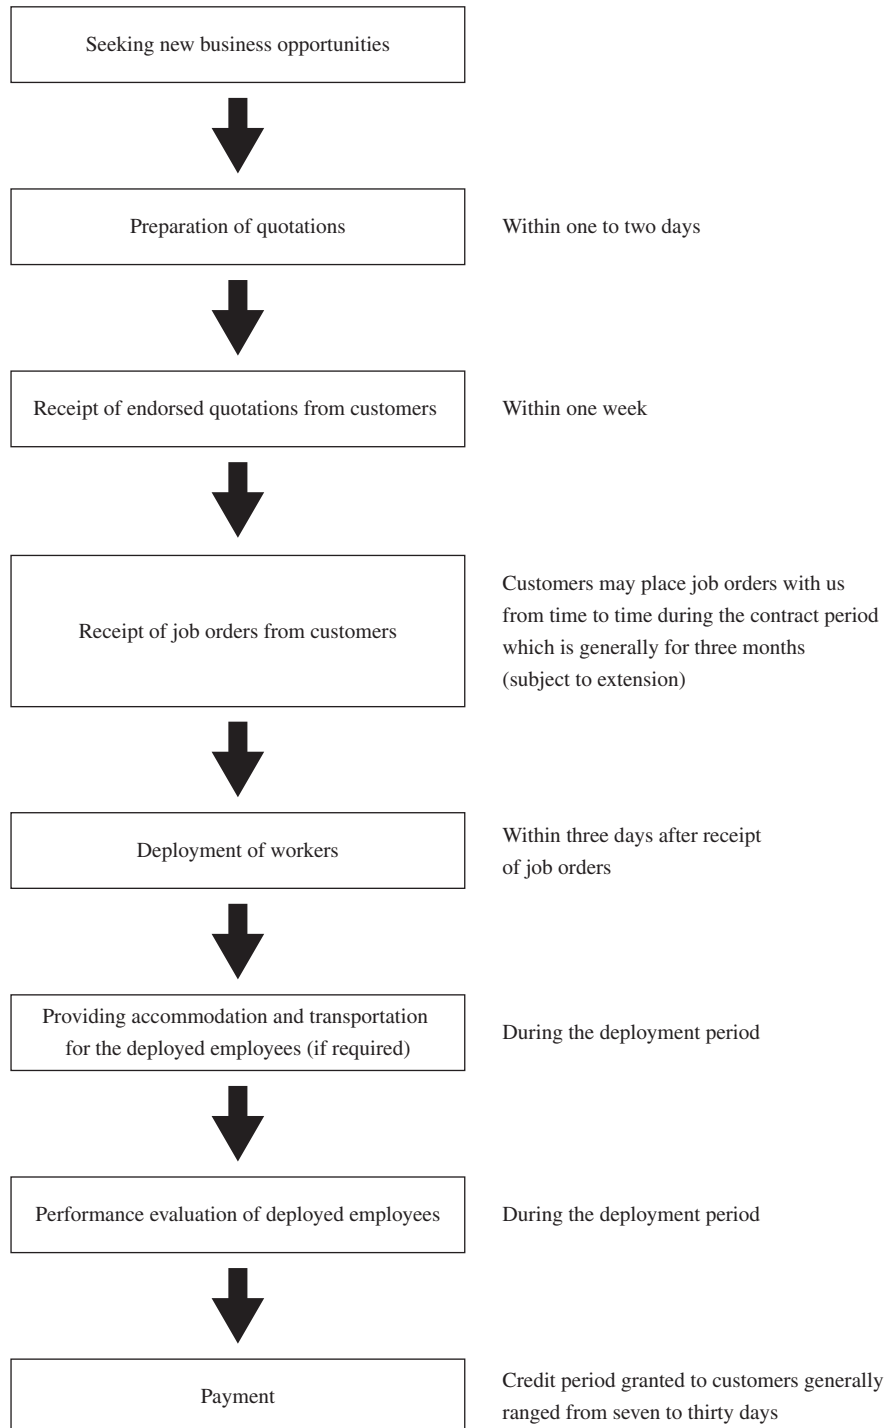 Seeking new business opportunities
Preparation of quotations
Within one to two days
Receipt of endorsed quotations from customers
Within one week
Receipt of job orders from customers
Customers may place job orders with us
from time to time during the contract period
which is generally for three months
(subject to extension)
Deployment of workers
Within three days after receipt
of job orders
Providing accommodation and transportation
for the deployed employees (if required)
During the deployment period
Performance evaluation of deployed employees
During the deployment period
Payment
Credit period granted to customers generally
ranged from seven to thirty days